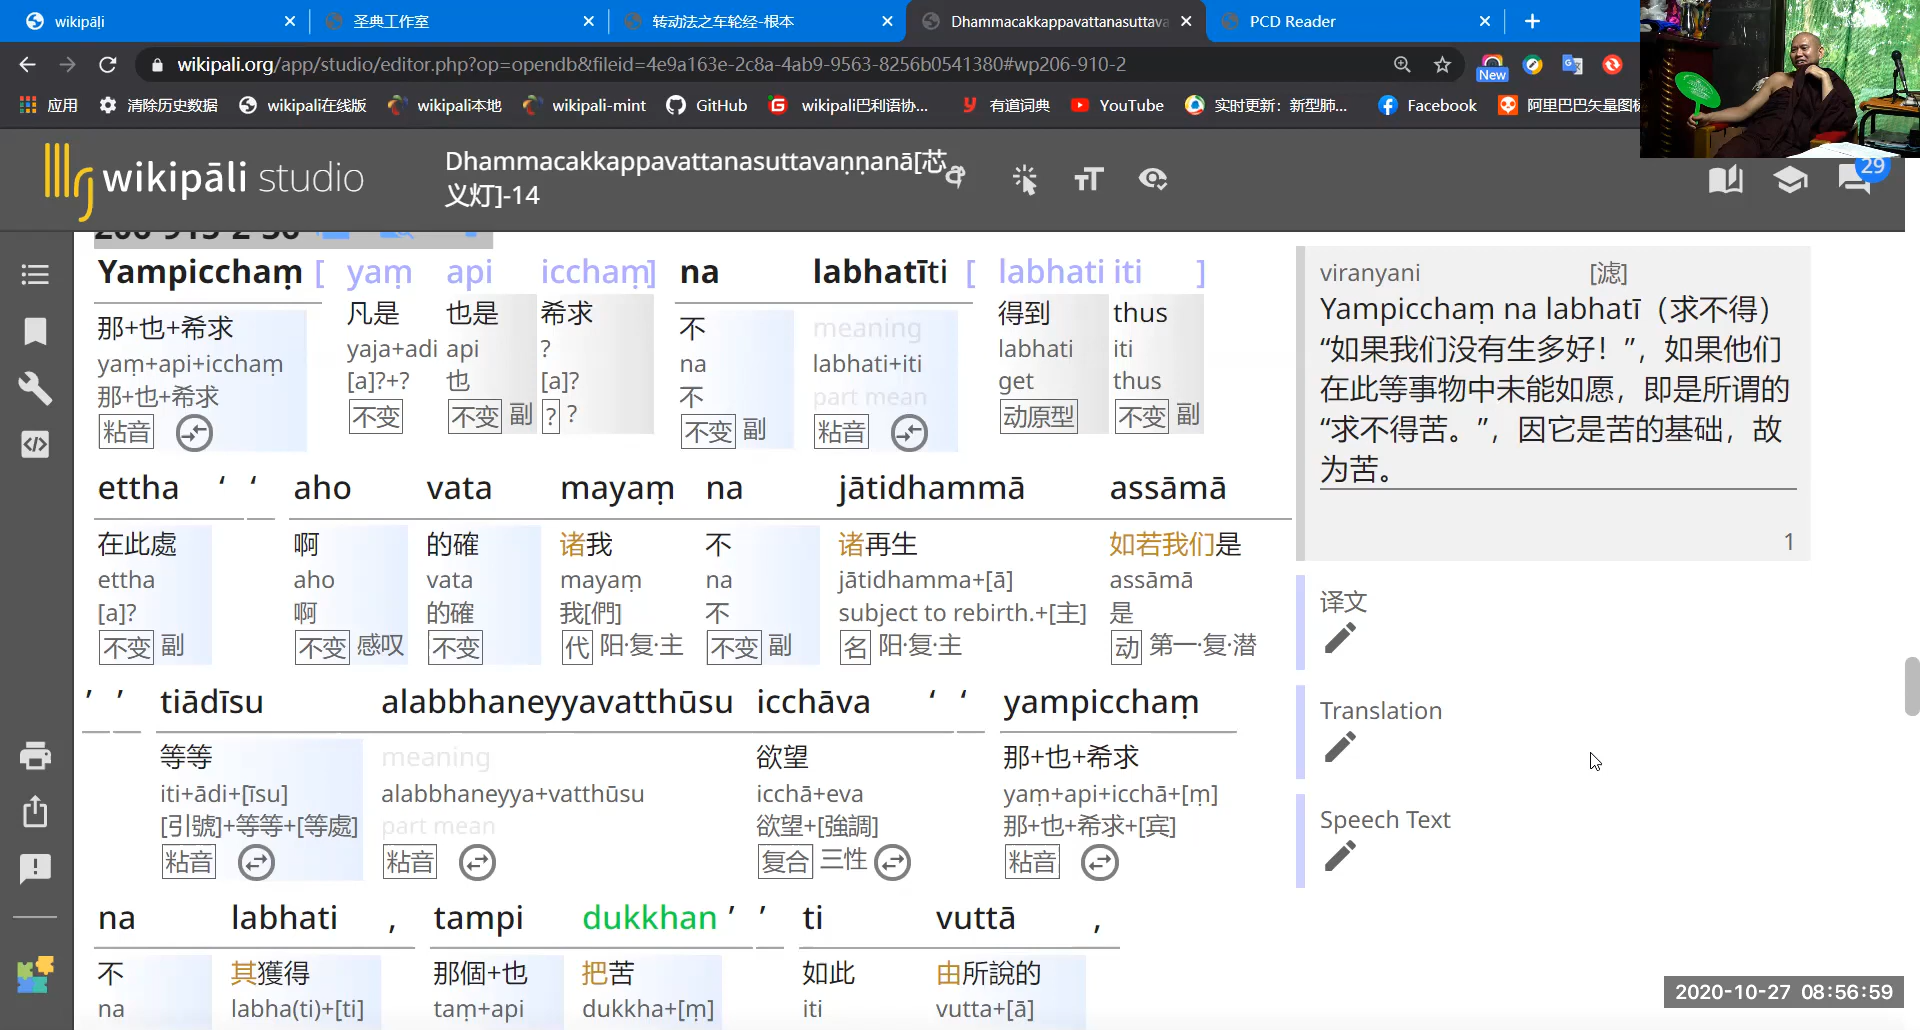 wikipāli
圣典工作室
转动法之车轮经-根本
Dhammacakkappavattanasuttava
PCD Reader
wikipali.org/app/studio/editor.php?op=opendb&fileid=4e9a163e-2c8a-4ab9-9563-8256b0541380#wp206-910-2
New
应用
清除历史数据
wikipali在线版
wikipali本地
wikipali-mint
GitHub
wikipali巴利语协...
有道词典
YouTube
实时更新：新型肺...
Facebook
阿里巴巴矢量图标
wikipāli studio
Dhammacakkappavattanasuttavaṇṇanā[芯
义灯]-14
29
Yampicchaṃ [ yaṃ api icchaṃ] na labhatīti [ labhati iti ]
那+也+希求 凡是 也是 希求 不 meaning 得到 thus
yaṃ+api+icchaṃ yaja+adi api ? na labhati+iti labhati iti
那+也+希求 [a]?+? 也 [a]? 不 part mean get thus
粘音 不变 不变 副 ? ? 不变 副 粘音 动原型 不变 副
ettha ‘ ‘ aho vata mayaṃ na jātidhammā assāmā
在此處 啊 的確 诸我 不 诸再生 如若我们是
ettha aho vata mayaṃ na jātidhamma+[ā] assāmā
[a]? 啊 的確 我[們] 不 subject to rebirth.+[主] 是
不变 副 不变 感叹 不变 代 阳·复·主 不变 副 名 阳·复·主 动 第一·复·潜
’ ’ tiādīsu alabbhaneyyavatthūsu icchāva ‘ ‘ yampicchaṃ
等等 meaning 欲望 那+也+希求
iti+ādi+[īsu] alabbhaneyya+vatthūsu icchā+eva yaṃ+api+icchā+[ṃ]
[引號]+等等+[等處] part mean 欲望+[強調] 那+也+希求+[宾]
粘音 粘音 复合 三性 粘音
na labhati , tampi dukkhan ’ ’ ti vuttā ,
不 其獲得 那個+也 把苦 如此 由所說的
na labha(ti)+[ti] taṃ+api dukkha+[ṃ] iti vutta+[ā]
viranyani [滤]
Yampicchaṃ na labhatī（求不得）
“如果我们没有生多好！”，如果他们
在此等事物中未能如愿，即是所谓的
“求不得苦。”，因它是苦的基础，故
为苦。
1
译文
Translation
Speech Text
2020-10-27 08:56:59